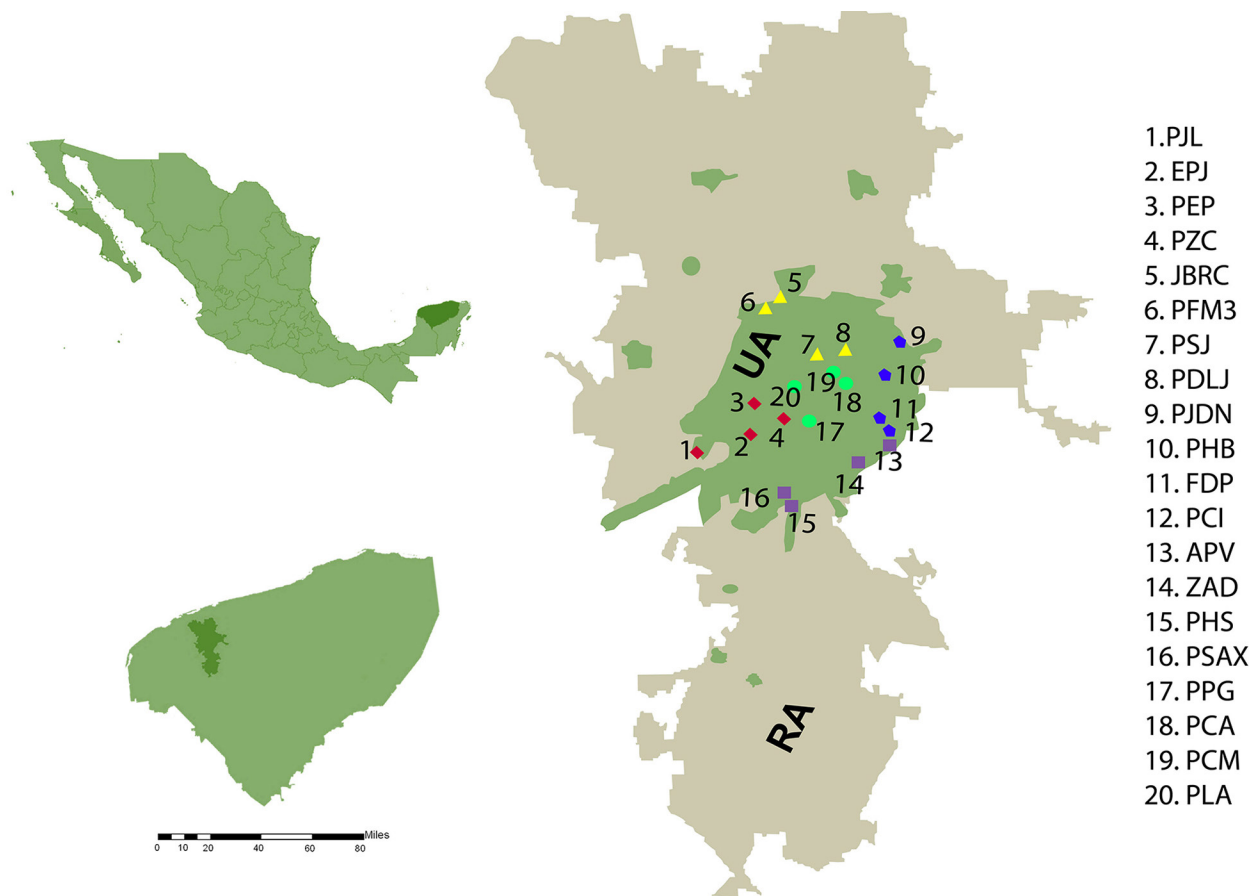 5
6
UA
7
8
9
10
3
20
19
18
11
2
4
17
12
1
13
14
16
15
RA
0
10
20
40
60
80
Miles
1.PJL
2. EPJ
3. PEP
4. PZC
5. JBRC
6. PFM3
7. PSJ
8. PDLJ
9. PJDN
10. PHB
11. FDP
12. PCI
13. APV
14. ZAD
15. PHS
16. PSAX
17. PPG
18. PCA
19. PCM
20. PLA